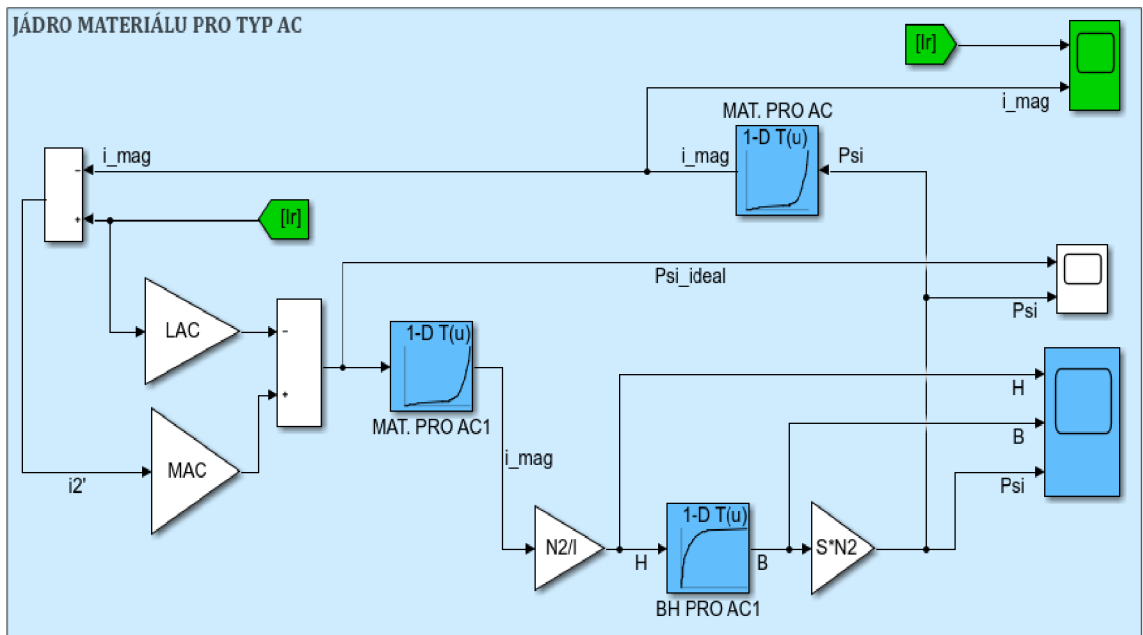 JÁDRO MATERIÁLU PRO TYP AC
[Ir]
i_mag
MAT. PRO AC
1-D T(u)
i_mag
i_mag
Psi
-
+
[Ir]
Psi_ideal
Psi
LAC
-
+
1-D T(u)
MAT. PRO AC1
H
B
MAC
i_mag
i2'
Psi
1-D T(u)
N2/l
H
B
S*N2
BH PRO AC1